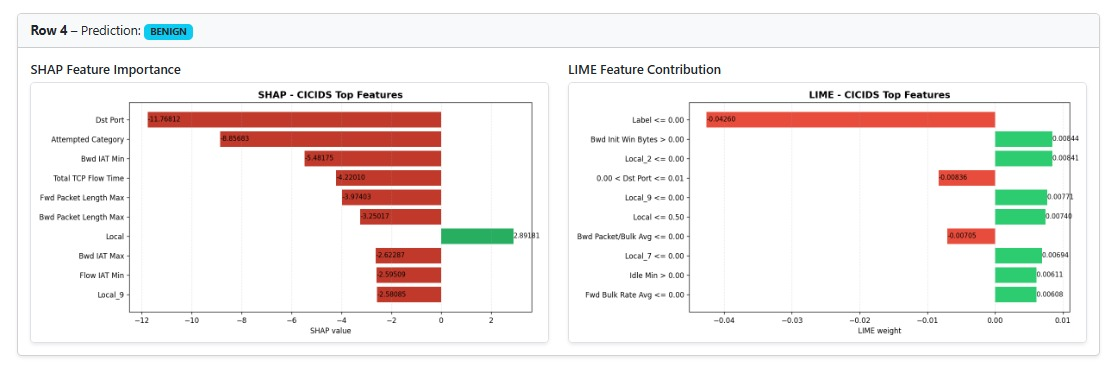 Row 4 – Prediction: BENIGN
SHAP Feature Importance
SHAP - CICIDS Top Features
Dst Port -11.76812
Attempted Category -8.85683
Bwd IAT Min -5.48175
Total TCP Flow Time -4.22010
Fwd Packet Length Max -3.97403
Bwd Packet Length Max -3.25017
Local 2.89181
Bwd IAT Max -2.62287
Flow IAT Min -2.59509
Local_9 -2.58085
−12 −10 −8 −6 −4 −2 0 2
SHAP value
LIME Feature Contribution
LIME - CICIDS Top Features
Label <= 0.00 -0.04260
Bwd Init Win Bytes > 0.00 0.00844
Local_2 <= 0.00 0.00841
0.00 < Dst Port <= 0.01 -0.00836
Local_9 <= 0.00 0.00771
Local <= 0.50 0.00740
Bwd Packet/Bulk Avg <= 0.00 -0.00705
Local_7 <= 0.00 0.00694
Idle Min > 0.00 0.00611
Fwd Bulk Rate Avg <= 0.00 0.00608
−0.04 −0.03 −0.02 −0.01 0.00 0.01
LIME weight